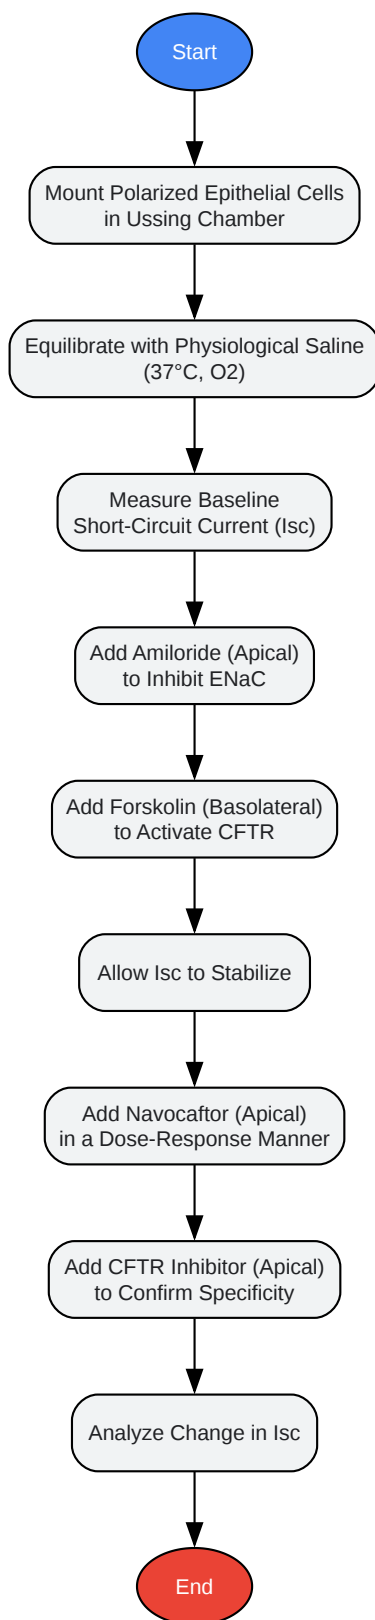 Start
Mount Polarized Epithelial Cells
in Ussing Chamber
Equilibrate with Physiological Saline
(37°C, O2)
Measure Baseline
Short-Circuit Current (Isc)
Add Amiloride (Apical)
to Inhibit ENaC
Add Forskolin (Basolateral)
to Activate CFTR
Allow Isc to Stabilize
Add Navocaftor (Apical)
in a Dose-Response Manner
Add CFTR Inhibitor (Apical)
to Confirm Specificity
Analyze Change in Isc
End